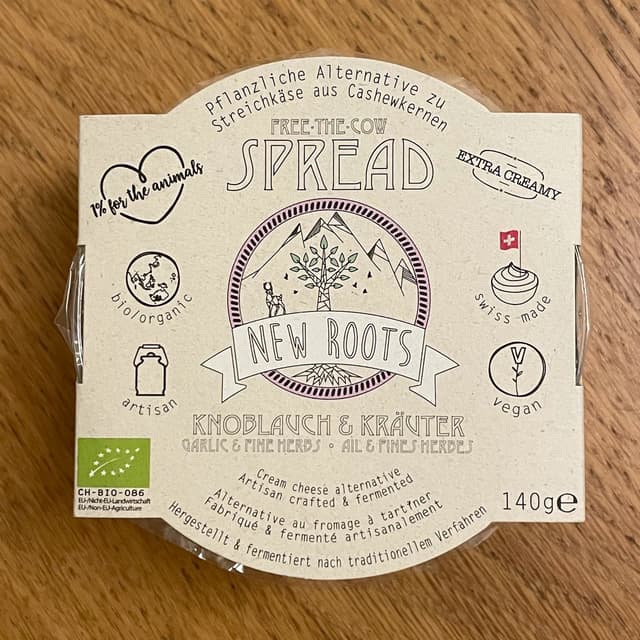 Pflanzliche Alternative zu
Streichkäse aus Cashewkernen
FREE·THE·COW
SPREAD
1% for the animals
EXTRA CREAMY
bio/organic
swiss made
NEW ROOTS
artisan
vegan
KNOBLAUCH & KRÄUTER
GARLIC & FINE HERBS • AIL & FINES HERBES
Cream cheese alternative
Artisan crafted & fermented
Alternative au fromage à tartiner
Fabriqué & fermenté artisanalement
Hergestellt & fermentiert nach traditionellem Verfahren
CH-BIO-086
EU-/Nicht-EU-Landwirtschaft
EU-/Non-EU-Agriculture
140g℮